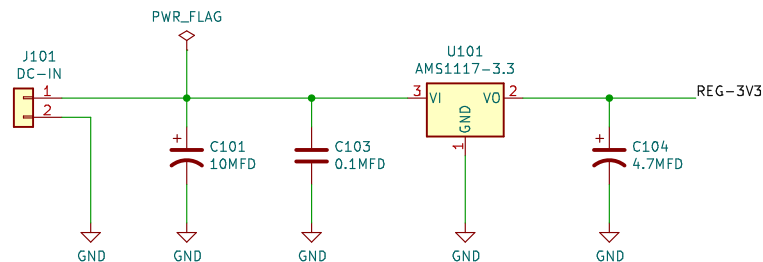 PWR_FLAG
J101
DC-IN
1
2
U101
AMS1117-3.3
3
VI
VO
2
GND
1
REG-3V3
+
C101
10MFD
C103
0.1MFD
+
C104
4.7MFD
GND
GND
GND
GND
GND